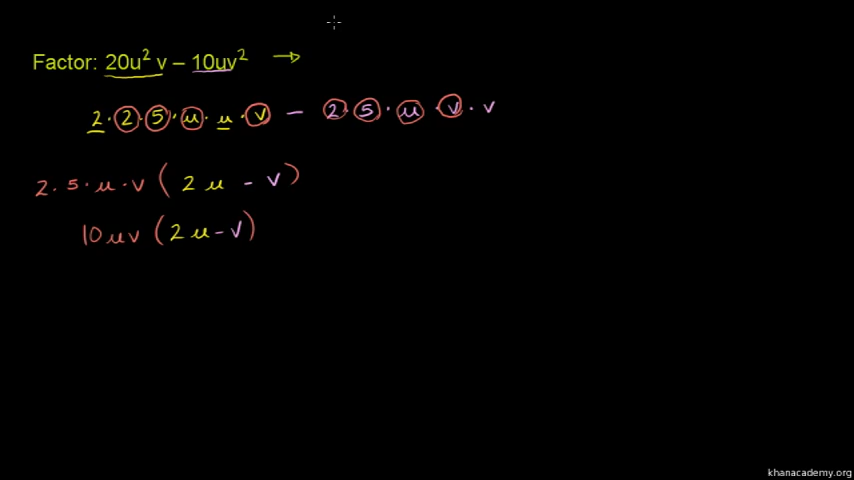 Factor: 20u² v – 10uv² →
2 · 2 · 5 · u · u · v – 2 · 5 · u · v · v
2 · 5 · u · v ( 2 u - v )
10 u v ( 2 u - v )
khanacademy.org